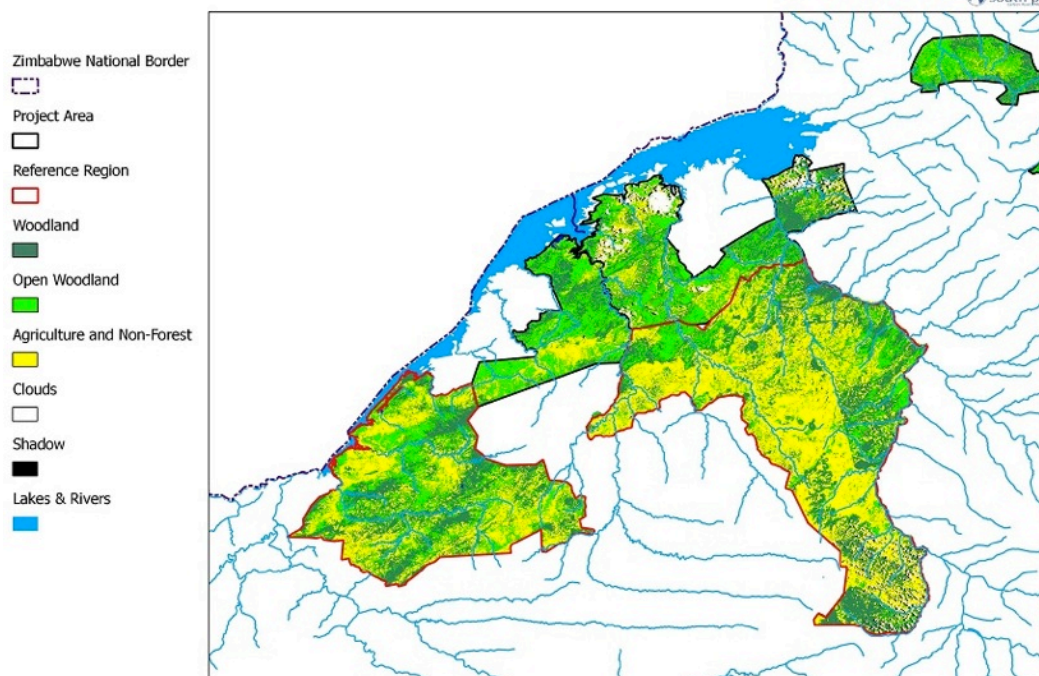 Zimbabwe National Border
Project Area
Reference Region
Woodland
Open Woodland
Agriculture and Non-Forest
Clouds
Shadow
Lakes & Rivers